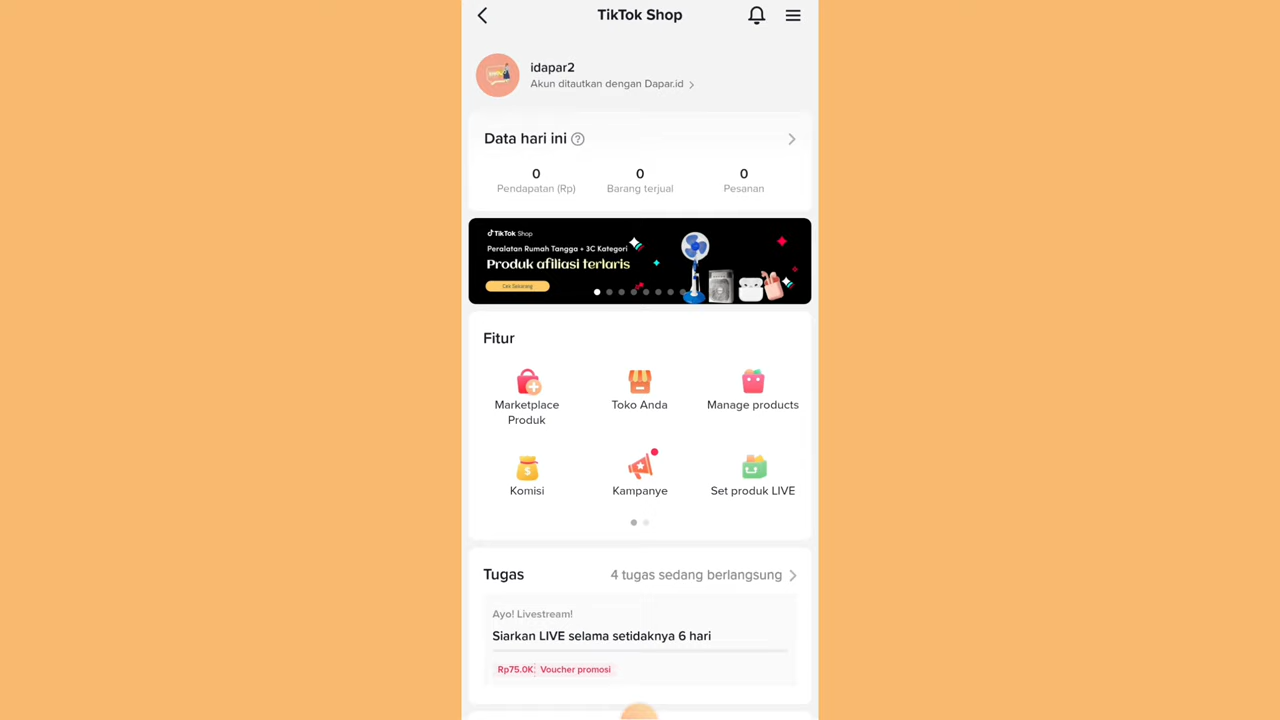 TikTok Shop
idapar2
Akun ditautkan dengan Dapar.id
Data hari ini
0
Pendapatan (Rp)
0
Barang terjual
0
Pesanan
TikTok Shop
Peralatan Rumah Tangga + 3C Kategori
Produk afiliasi terlaris
Cek Sekarang
Fitur
Marketplace
Produk
Toko Anda
Manage products
Komisi
Kampanye
Set produk LIVE
Tugas
4 tugas sedang berlangsung
Ayo! Livestream!
Siarkan LIVE selama setidaknya 6 hari
Rp75.0K Voucher promosi